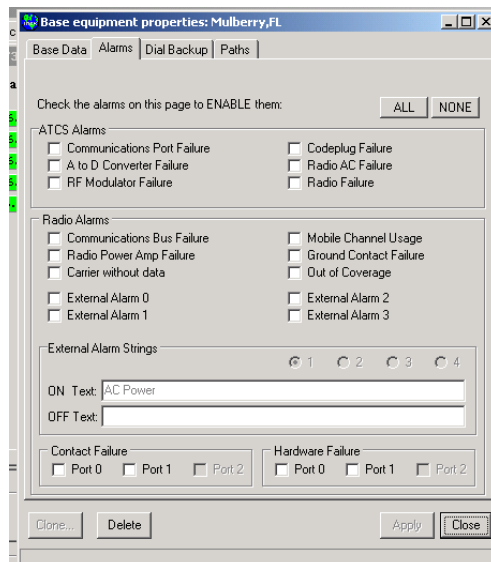 Base equipment properties: Mulberry,FL
Base Data Alarms Dial Backup Paths
Check the alarms on this page to ENABLE them: ALL NONE
ATCS Alarms
Communications Port Failure Codeplug Failure
A to D Converter Failure Radio AC Failure
RF Modulator Failure Radio Failure
Radio Alarms
Communications Bus Failure Mobile Channel Usage
Radio Power Amp Failure Ground Contact Failure
Carrier without data Out of Coverage
External Alarm 0 External Alarm 2
External Alarm 1 External Alarm 3
External Alarm Strings
1 2 3 4
ON Text: AC Power
OFF Text:
Contact Failure Hardware Failure
Port 0 Port 1 Port 2 Port 0 Port 1 Port 2
Clone... Delete Apply Close